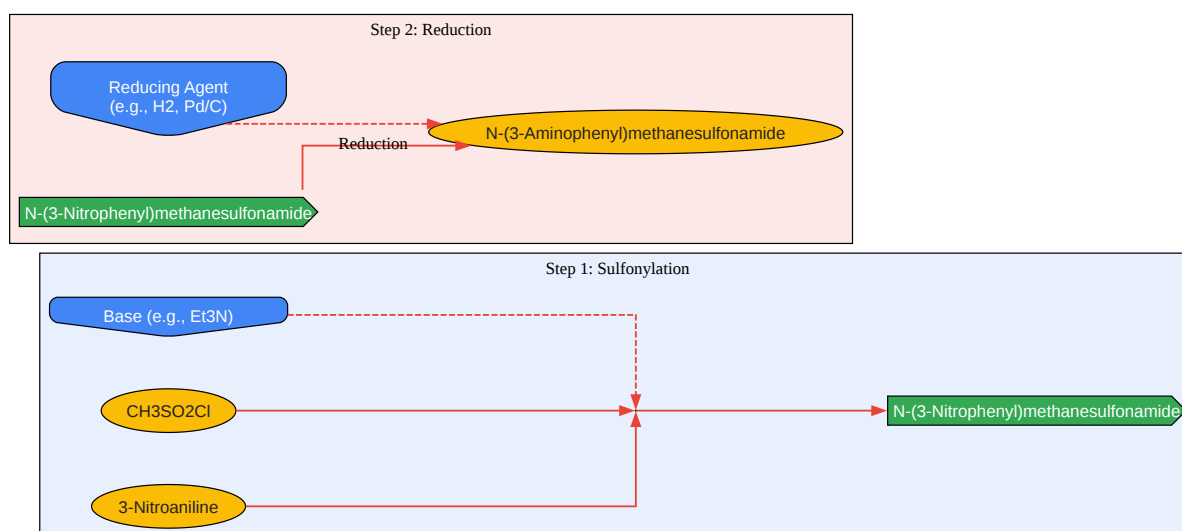 Step 2: Reduction
Reducing Agent
(e.g., H2, Pd/C)
N-(3-Aminophenyl)methanesulfonamide
Reduction
N-(3-Nitrophenyl)methanesulfonamide
Step 1: Sulfonylation
Base (e.g., Et3N)
CH3SO2Cl
N-(3-Nitrophenyl)methanesulfonamide
3-Nitroaniline